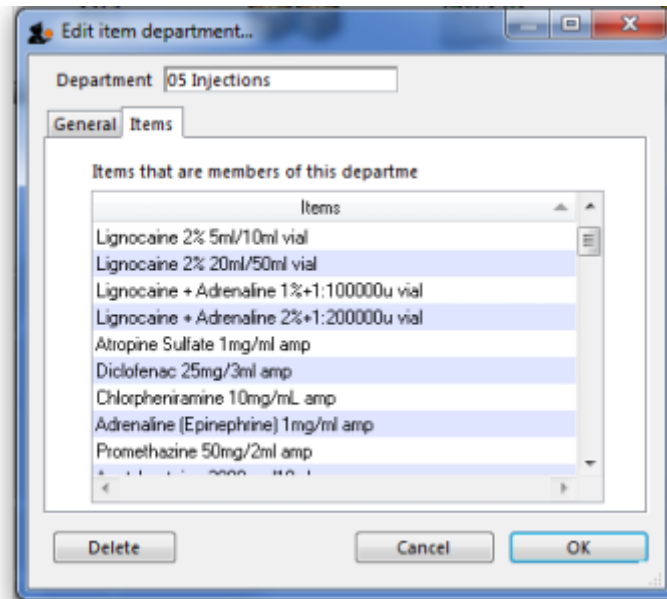 Edit item department...
Department 05 Injections
General Items
Items that are members of this departme
Items
Lignocaine 2% 5ml/10ml vial
Lignocaine 2% 20ml/50ml vial
Lignocaine + Adrenaline 1%+1:100000u vial
Lignocaine + Adrenaline 2%+1:200000u vial
Atropine Sulfate 1mg/ml amp
Diclofenac 25mg/3ml amp
Chlorpheniramine 10mg/mL amp
Adrenaline (Epinephrine) 1mg/ml amp
Promethazine 50mg/2ml amp
Delete Cancel OK